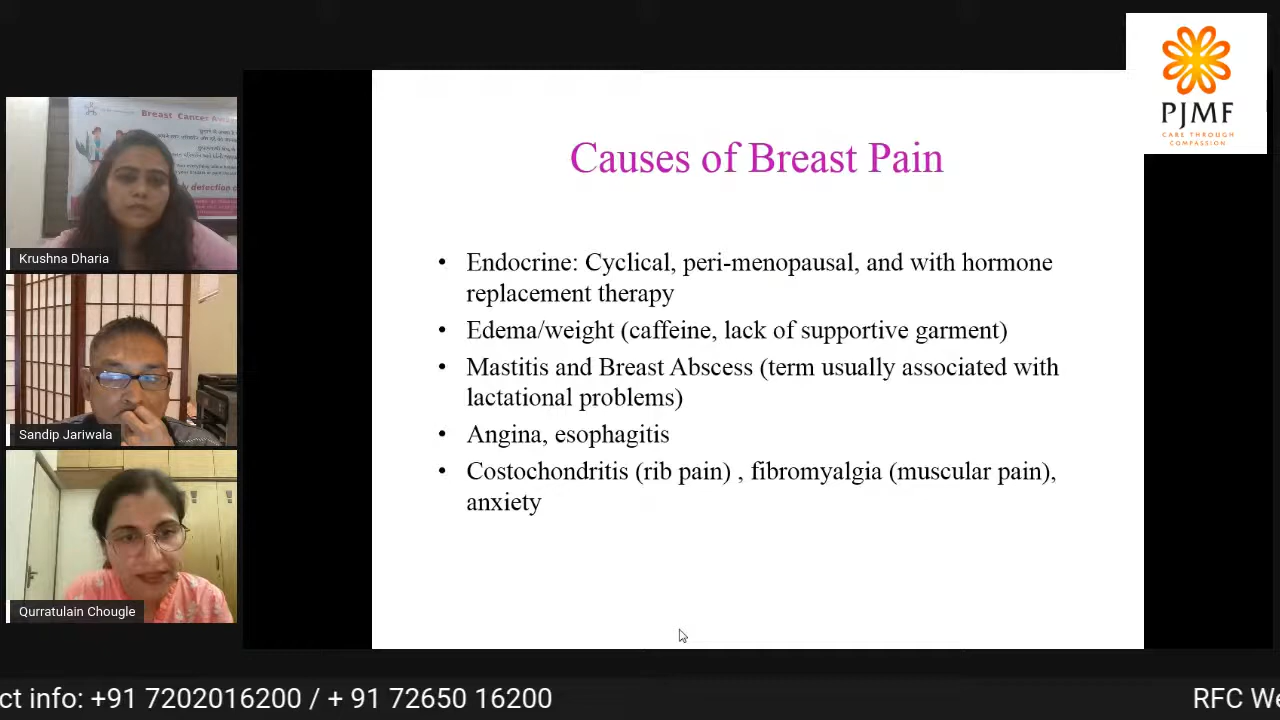 PJMF
CARE THROUGH
COMPASSION
Causes of Breast Pain
• Endocrine: Cyclical, peri-menopausal, and with hormone
replacement therapy
• Edema/weight (caffeine, lack of supportive garment)
• Mastitis and Breast Abscess (term usually associated with
lactational problems)
• Angina, esophagitis
• Costochondritis (rib pain) , fibromyalgia (muscular pain),
anxiety
Breast Cancer
Krushna Dharia
Sandip Jariwala
Qurratulain Chougle
ct info: +91 7202016200 / + 91 72650 16200
RFC We